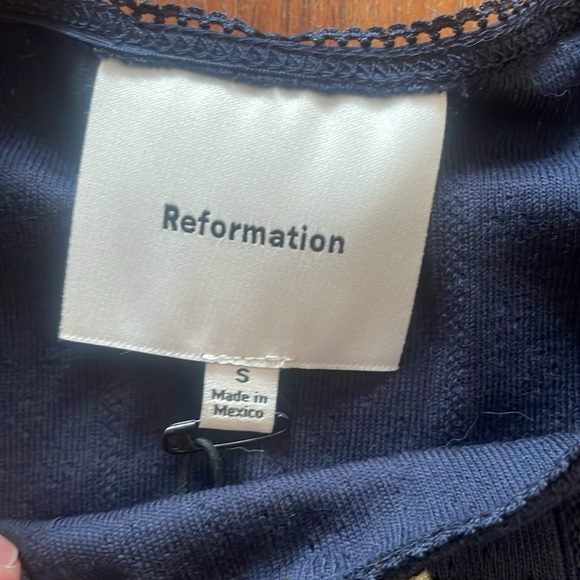 Reformation
S
Made in
Mexico